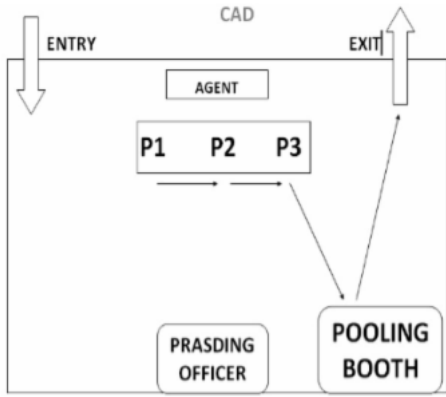 CAD
ENTRY
EXIT
AGENT
P1 P2 P3
PRASDING
OFFICER
POOLING
BOOTH